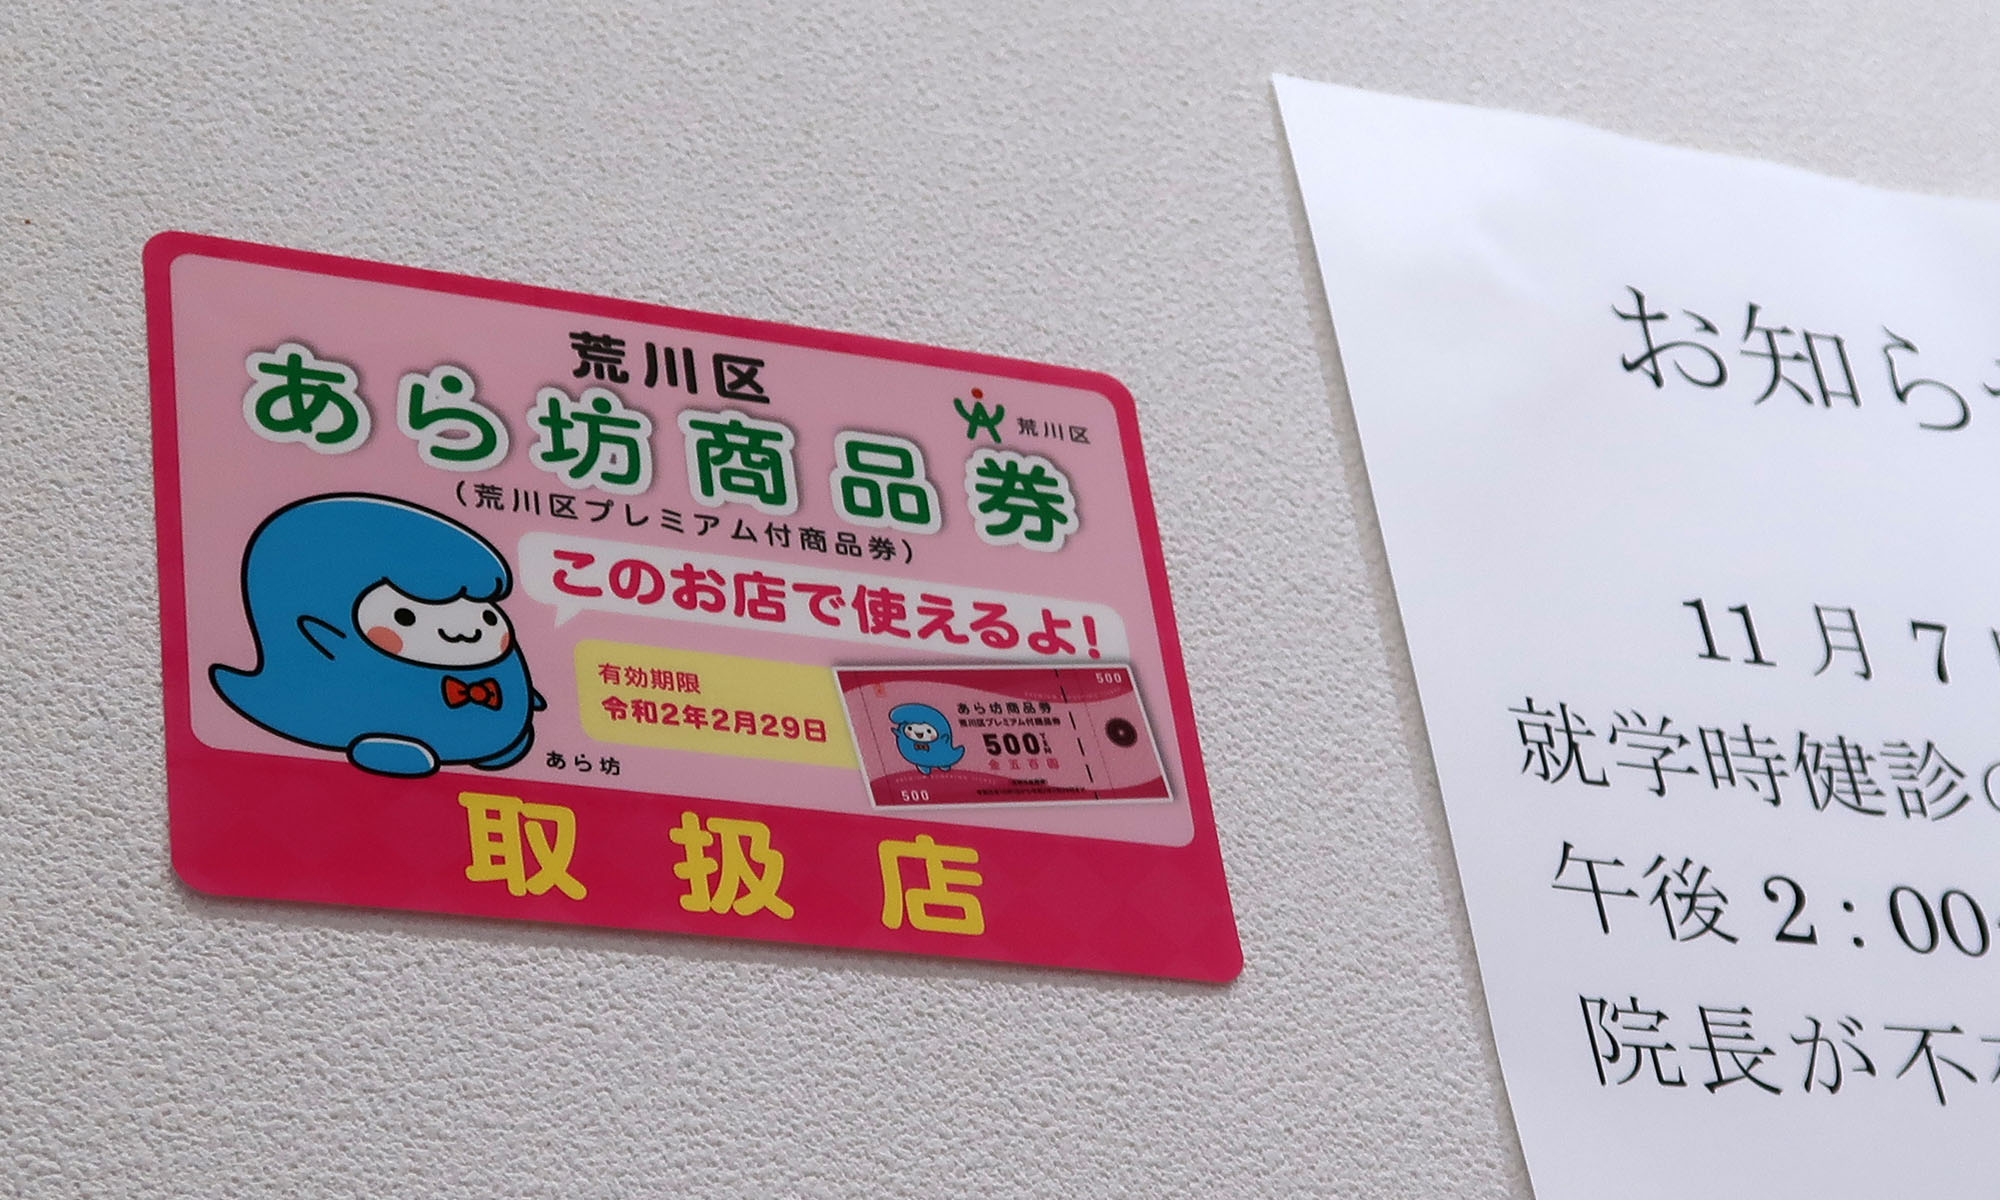 荒川区
あら坊商品券
荒川区
(荒川区プレミアム付商品券)
このお店で使えるよ!
有効期限
令和2年2月29日
500
あら坊商品券
荒川区プレミアム付商品券
500YEN
金五百圓
500
あら坊
取扱店
お知ら
11月7
就学時健診
午後2:00
院長が不